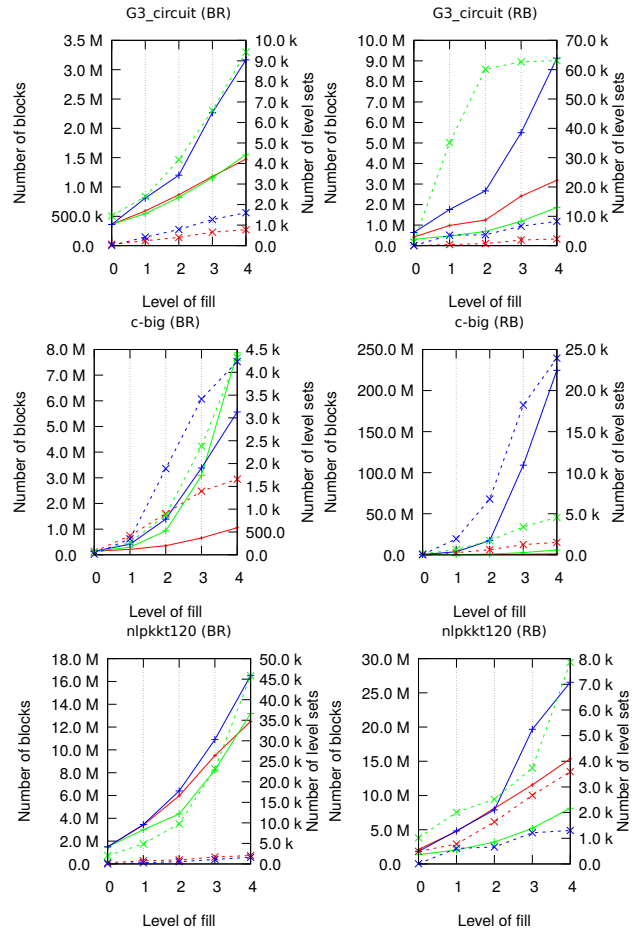 G3_circuit (BR)
3.5 M
3.0 M
2.5 M
2.0 M
1.5 M
1.0 M
500.0 k
0.0
Number of blocks
10.0 k
9.0 k
8.0 k
7.0 k
6.0 k
5.0 k
4.0 k
3.0 k
2.0 k
1.0 k
0.0
Number of level sets
0 1 2 3 4
Level of fill
G3_circuit (RB)
10.0 M
9.0 M
8.0 M
7.0 M
6.0 M
5.0 M
4.0 M
3.0 M
2.0 M
1.0 M
0.0
Number of blocks
70.0 k
60.0 k
50.0 k
40.0 k
30.0 k
20.0 k
10.0 k
0.0
Number of level sets
0 1 2 3 4
Level of fill
c-big (BR)
8.0 M
7.0 M
6.0 M
5.0 M
4.0 M
3.0 M
2.0 M
1.0 M
0.0
Number of blocks
4.5 k
4.0 k
3.5 k
3.0 k
2.5 k
2.0 k
1.5 k
1.0 k
500.0
0.0
Number of level sets
0 1 2 3 4
Level of fill
c-big (RB)
250.0 M
200.0 M
150.0 M
100.0 M
50.0 M
0.0
Number of blocks
25.0 k
20.0 k
15.0 k
10.0 k
5.0 k
0.0
Number of level sets
0 1 2 3 4
Level of fill
nlpkkt120 (BR)
18.0 M
16.0 M
14.0 M
12.0 M
10.0 M
8.0 M
6.0 M
4.0 M
2.0 M
0.0
Number of blocks
50.0 k
45.0 k
40.0 k
35.0 k
30.0 k
25.0 k
20.0 k
15.0 k
10.0 k
5.0 k
0.0
Number of level sets
0 1 2 3 4
Level of fill
nlpkkt120 (RB)
30.0 M
25.0 M
20.0 M
15.0 M
10.0 M
5.0 M
0.0
Number of blocks
8.0 k
7.0 k
6.0 k
5.0 k
4.0 k
3.0 k
2.0 k
1.0 k
0.0
Number of level sets
0 1 2 3 4
Level of fill